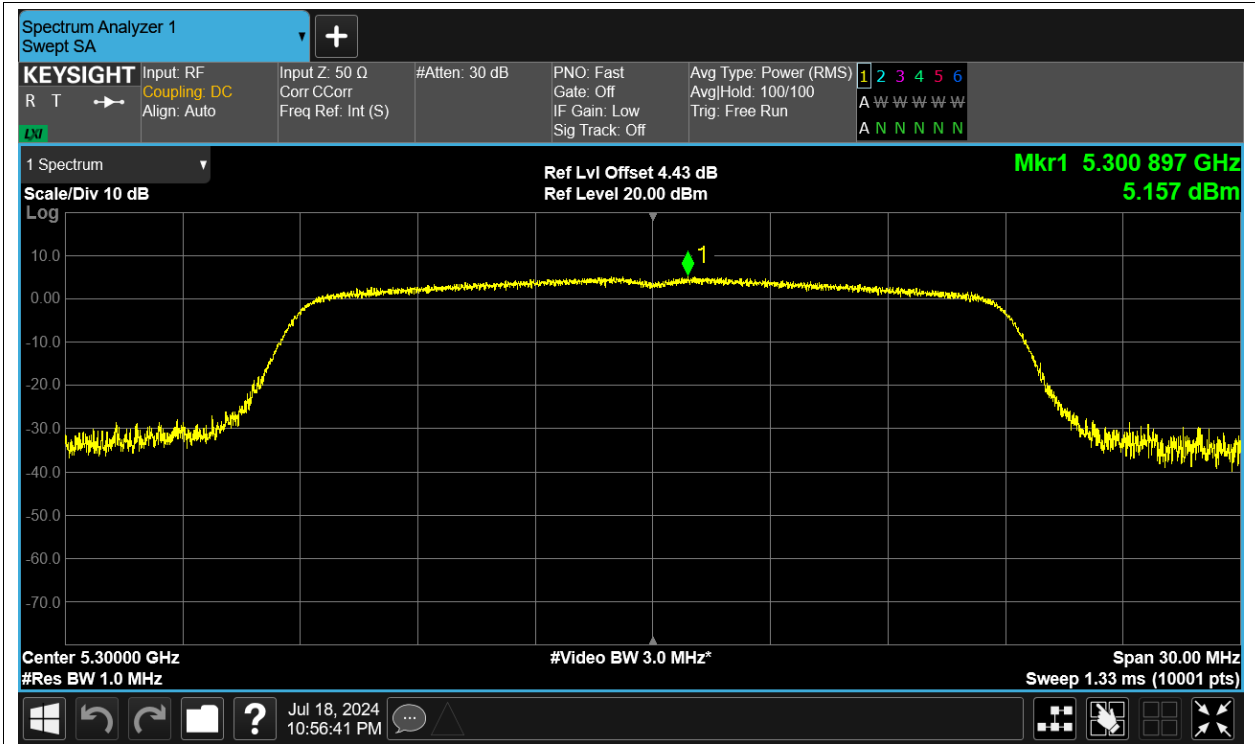 Spectrum Analyzer 1
Swept SA
KEYSIGHT
R T
LXI
Input: RF
Coupling: DC
Align: Auto
Input Z: 50 Ω
Corr CCorr
Freq Ref: Int (S)
#Atten: 30 dB
PNO: Fast
Gate: Off
IF Gain: Low
Sig Track: Off
Avg Type: Power (RMS)
Avg|Hold: 100/100
Trig: Free Run
1 2 3 4 5 6
A W W W W W
A N N N N N
1 Spectrum
Scale/Div 10 dB
Log
Ref Lvl Offset 4.43 dB
Ref Level 20.00 dBm
Mkr1 5.300 897 GHz
5.157 dBm
1
10.0
0.00
-10.0
-20.0
-30.0
-40.0
-50.0
-60.0
-70.0
Center 5.30000 GHz
#Res BW 1.0 MHz
#Video BW 3.0 MHz*
Span 30.00 MHz
Sweep 1.33 ms (10001 pts)
?
Jul 18, 2024
10:56:41 PM